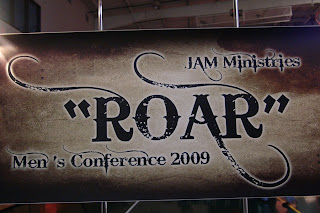 JAM Ministries
"ROAR"
Men's Conference 2009